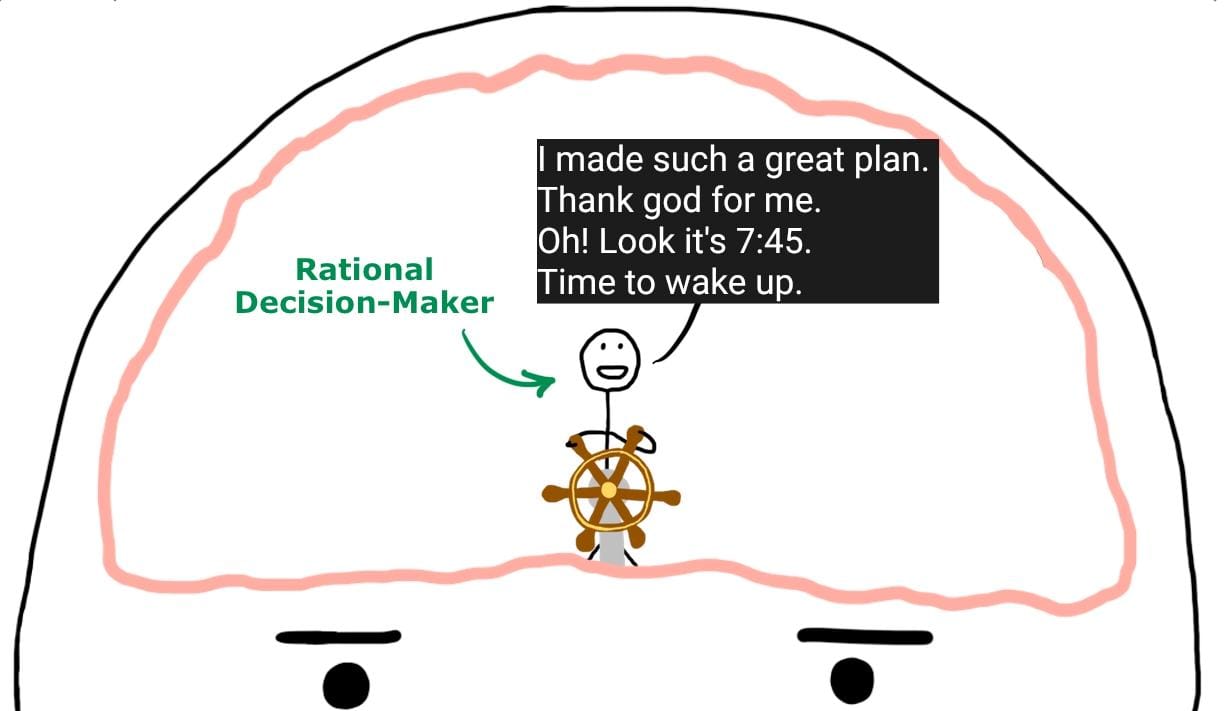 I made such a great plan.
Thank god for me.
Oh! Look it's 7:45.
Time to wake up.
Rational
Decision-Maker